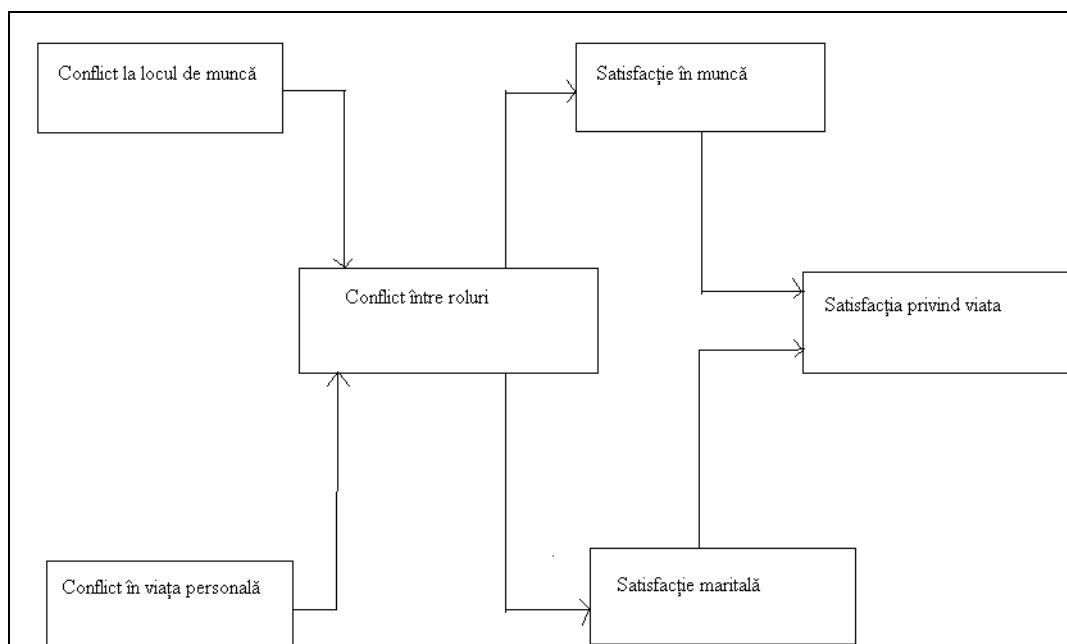 Conflict la locul de muncă
Satisfacție în muncă
Conflict între roluri
Satisfacția privind viata
Conflict în viața personală
Satisfacție maritală